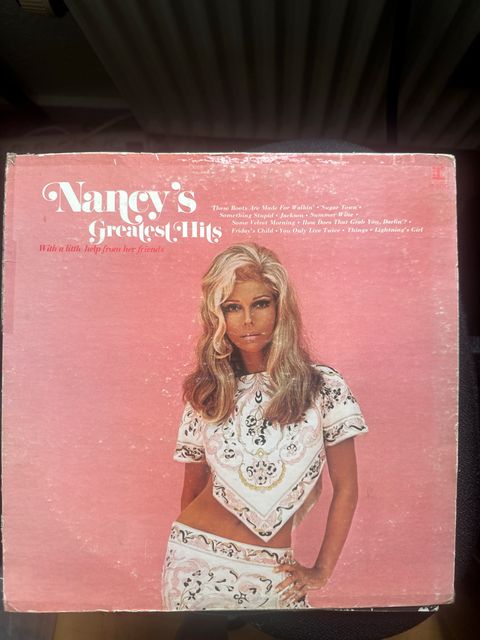 Nancy's
Greatest Hits
With a little help from her friends
These Boots Are Made For Walkin' • Sugar Town •
Something Stupid • Jackson • Summer Wine •
Some Velvet Morning • How Does That Grab You, Darlin'? •
Friday's Child • You Only Live Twice • Things • Lightning's Girl